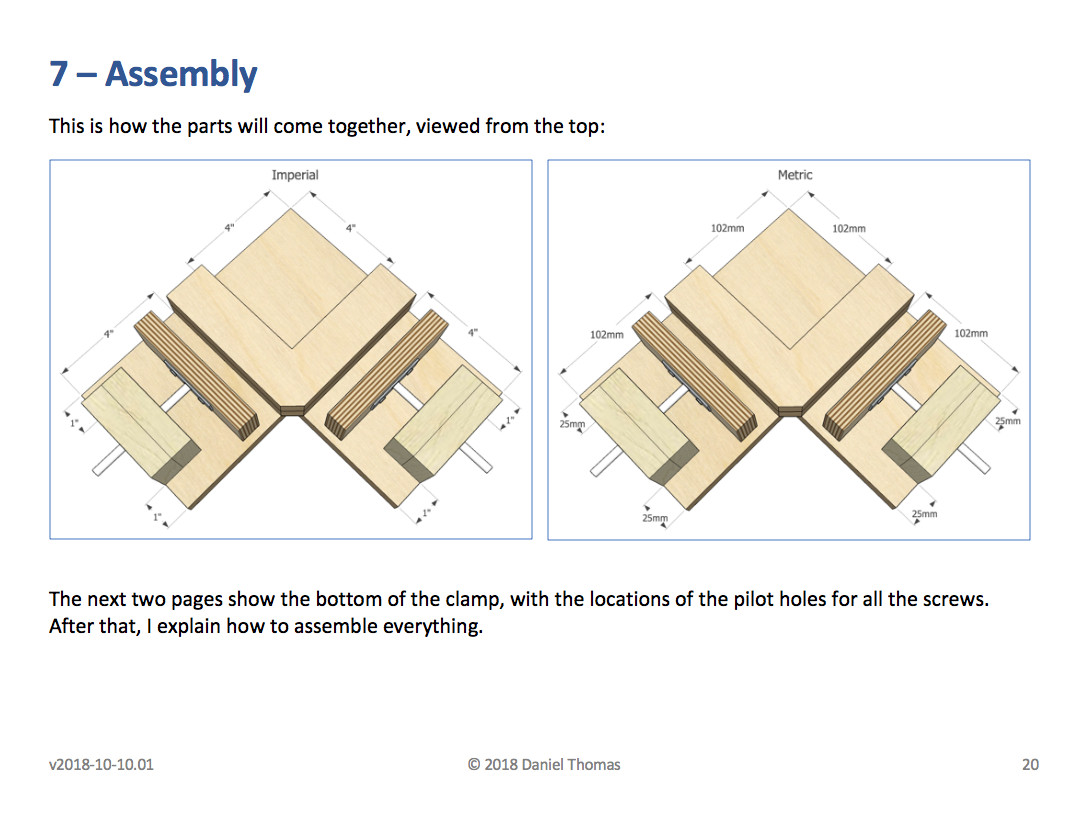 7 – Assembly
This is how the parts will come together, viewed from the top:
Imperial
4"
4"
4"
4"
1"
1"
1"
1"
Metric
102mm
102mm
102mm
102mm
25mm
25mm
25mm
25mm
The next two pages show the bottom of the clamp, with the locations of the pilot holes for all the screws.
After that, I explain how to assemble everything.
v2018-10-10.01
© 2018 Daniel Thomas
20